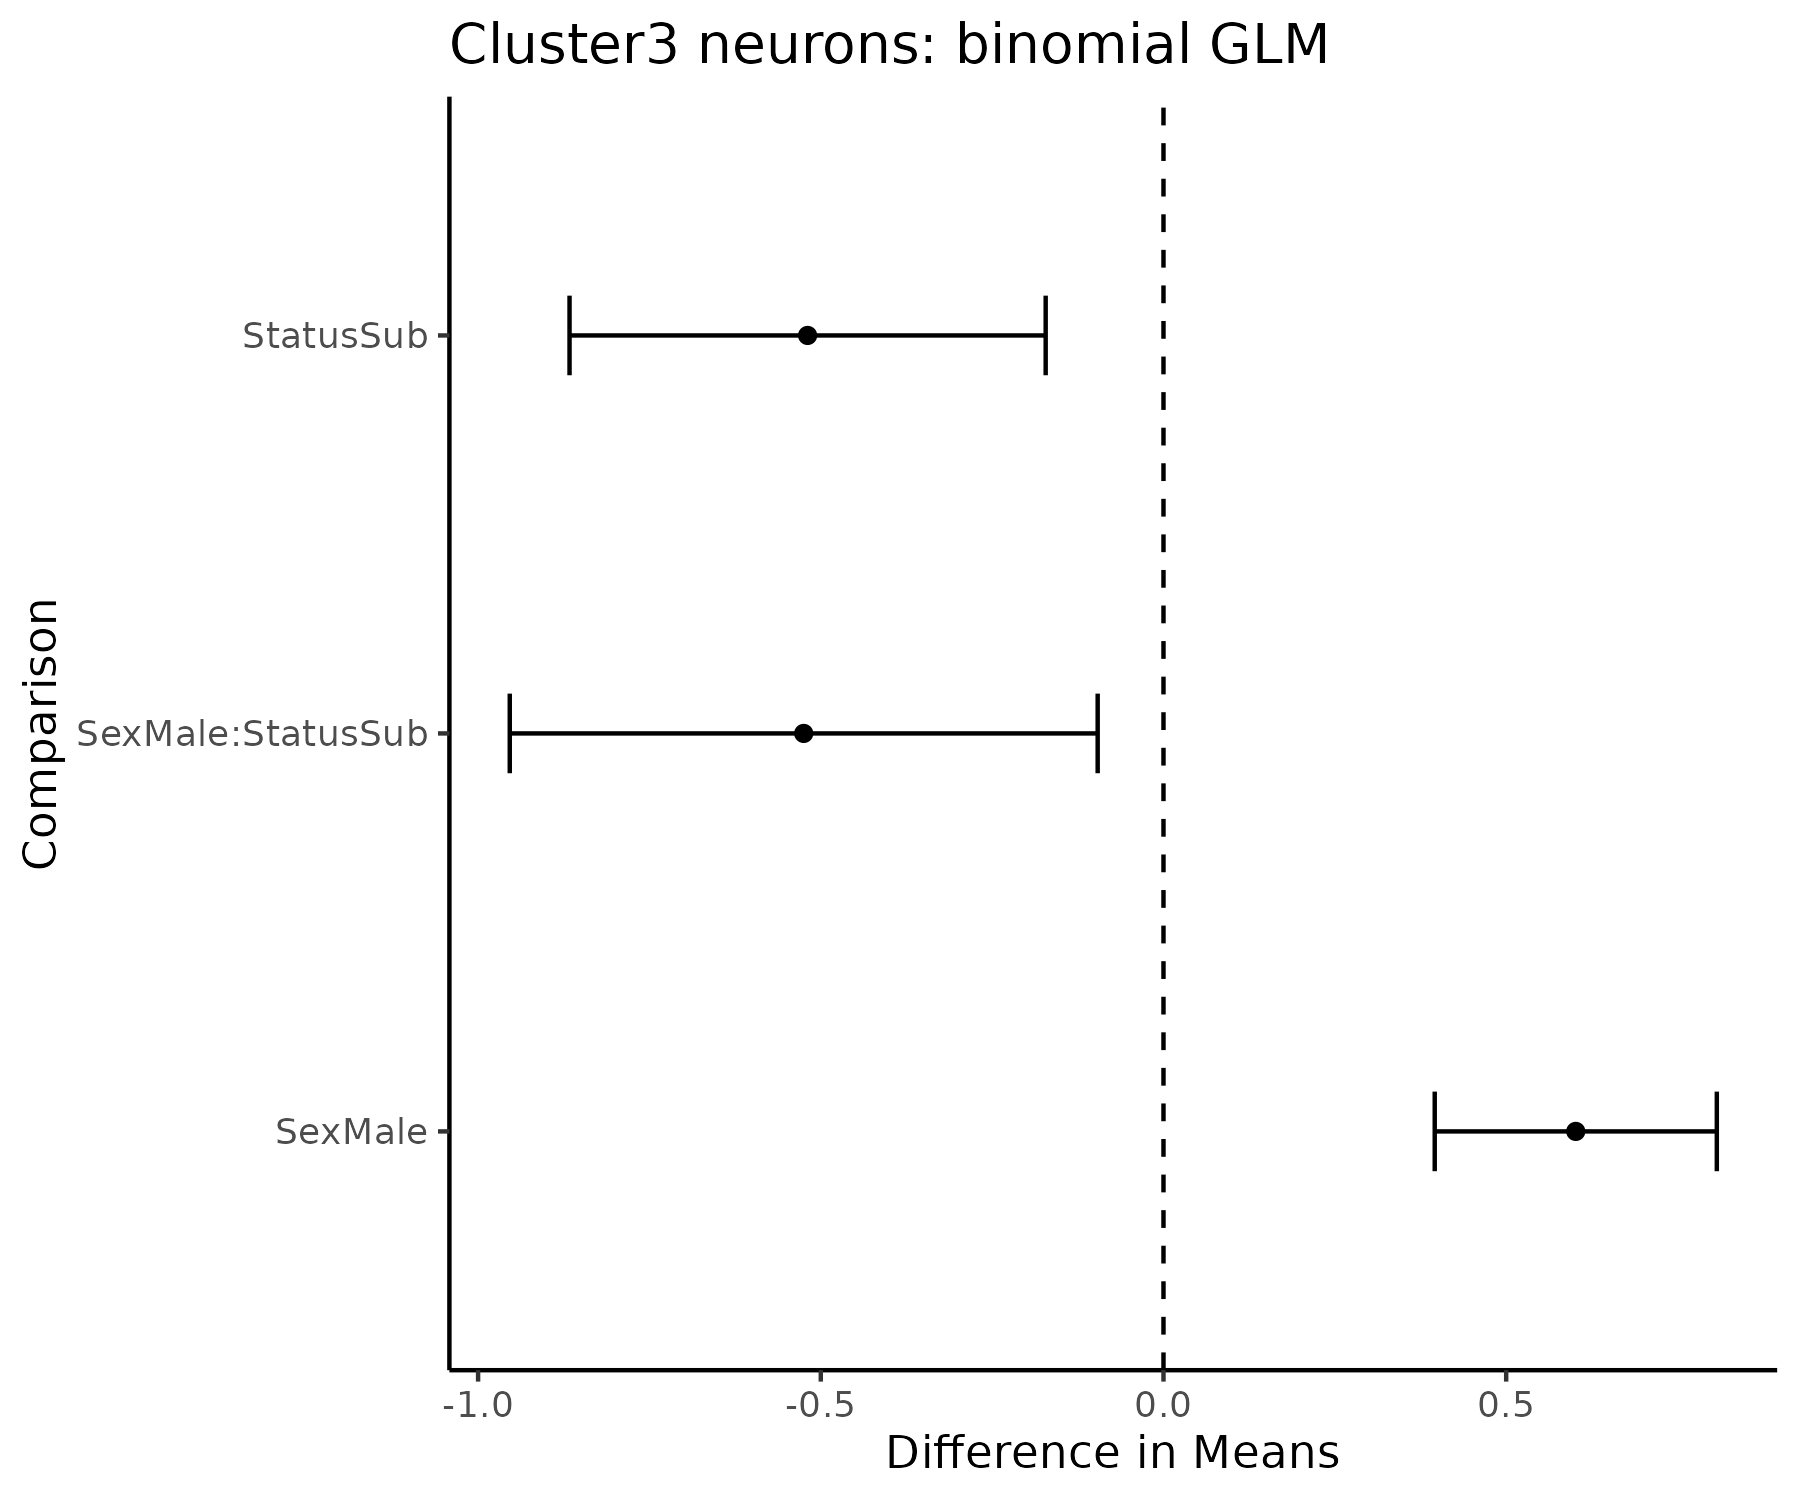 Cluster3 neurons: binomial GLM
Comparison
StatusSub
SexMale:StatusSub
SexMale
-1.0 -0.5 0.0 0.5
Difference in Means